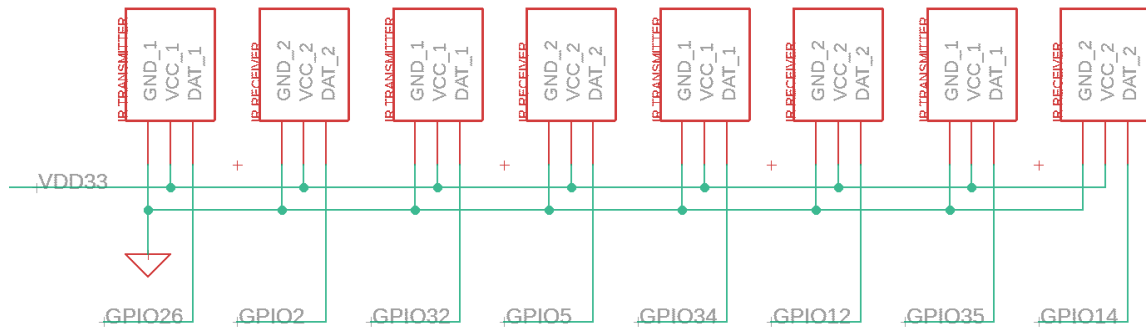 IR TRANSMITTER
GND_1
VCC_1
DAT_1
IR RECEIVER
GND_2
VCC_2
DAT_2
IR TRANSMITTER
GND_1
VCC_1
DAT_1
IR RECEIVER
GND_2
VCC_2
DAT_2
IR TRANSMITTER
GND_1
VCC_1
DAT_1
IR RECEIVER
GND_2
VCC_2
DAT_2
IR TRANSMITTER
GND_1
VCC_1
DAT_1
IR RECEIVER
GND_2
VCC_2
DAT_2
VDD33
GPIO26
GPIO2
GPIO32
GPIO5
GPIO34
GPIO12
GPIO35
GPIO14